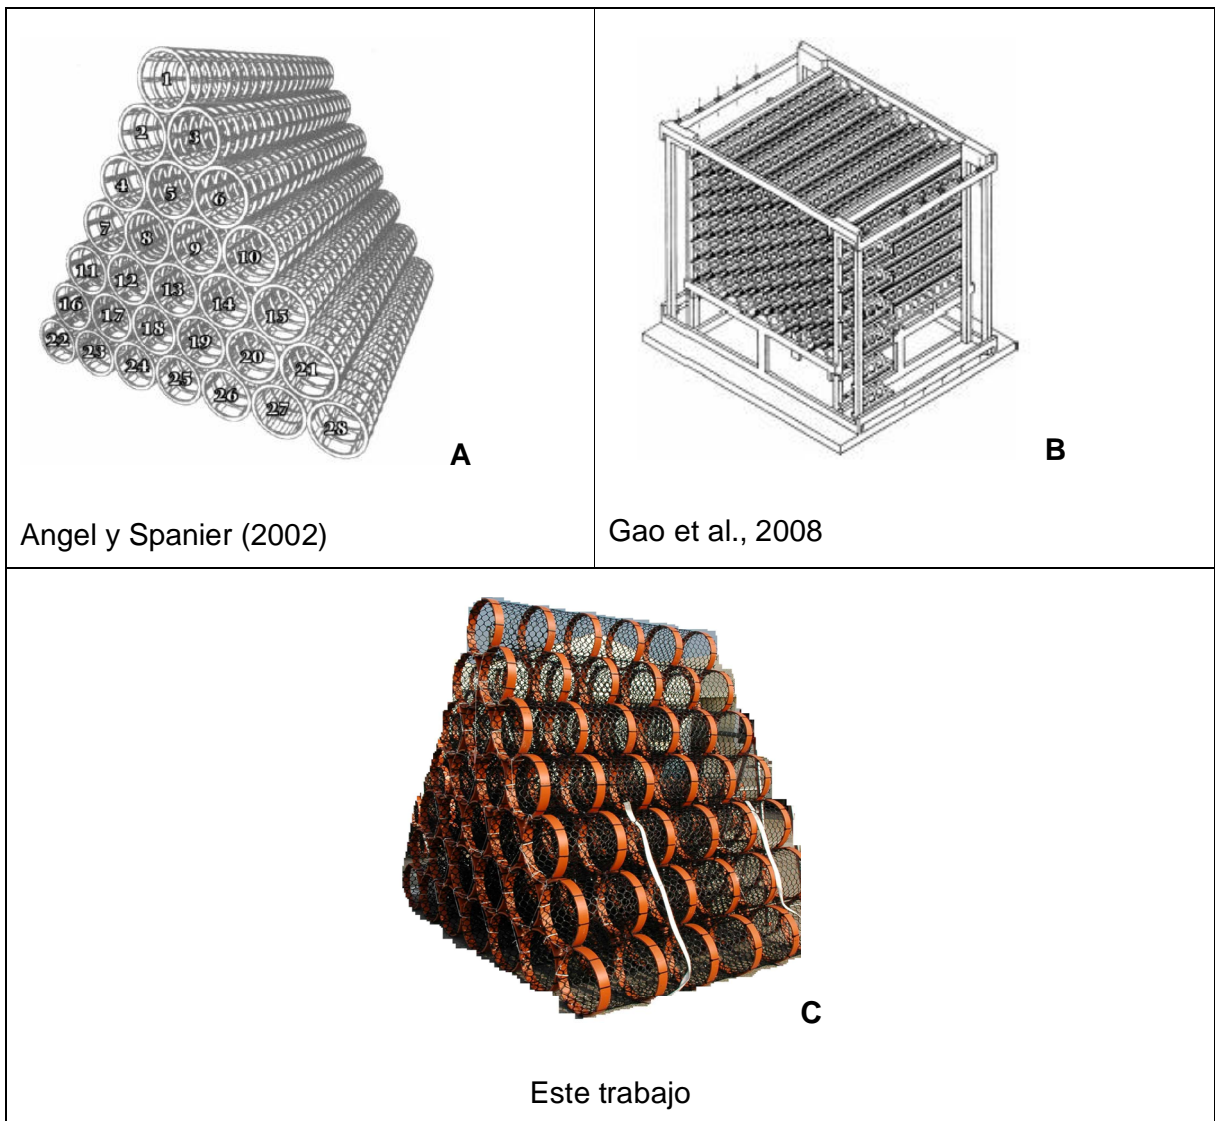 1
2 3
4 5 6
7 8 9 10
11 12 13 14 15
16 17 18 19 20 21
22 23 24 25 26 27 28
A
Angel y Spanier (2002)
B
Gao et al., 2008
C
Este trabajo